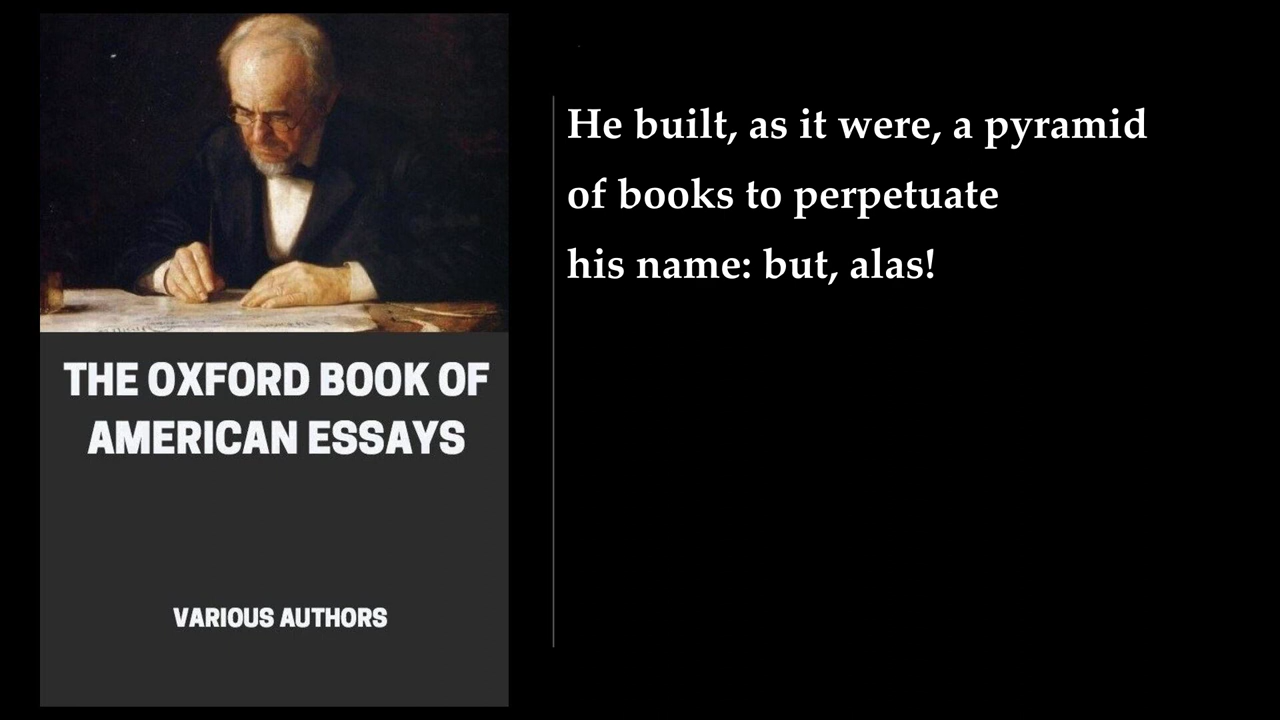 THE OXFORD BOOK OF
AMERICAN ESSAYS
VARIOUS AUTHORS
He built, as it were, a pyramid
of books to perpetuate
his name: but, alas!